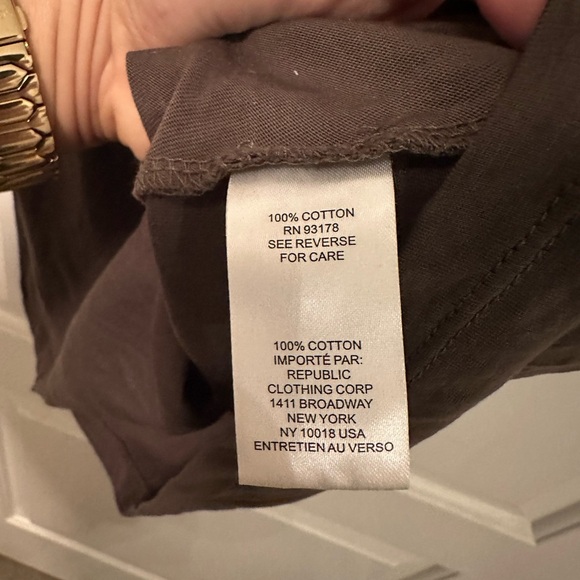 100% COTTON
RN 93178
SEE REVERSE
FOR CARE
100% COTTON
IMPORTÉ PAR:
REPUBLIC
CLOTHING CORP
1411 BROADWAY
NEW YORK
NY 10018 USA
ENTRETIEN AU VERSO